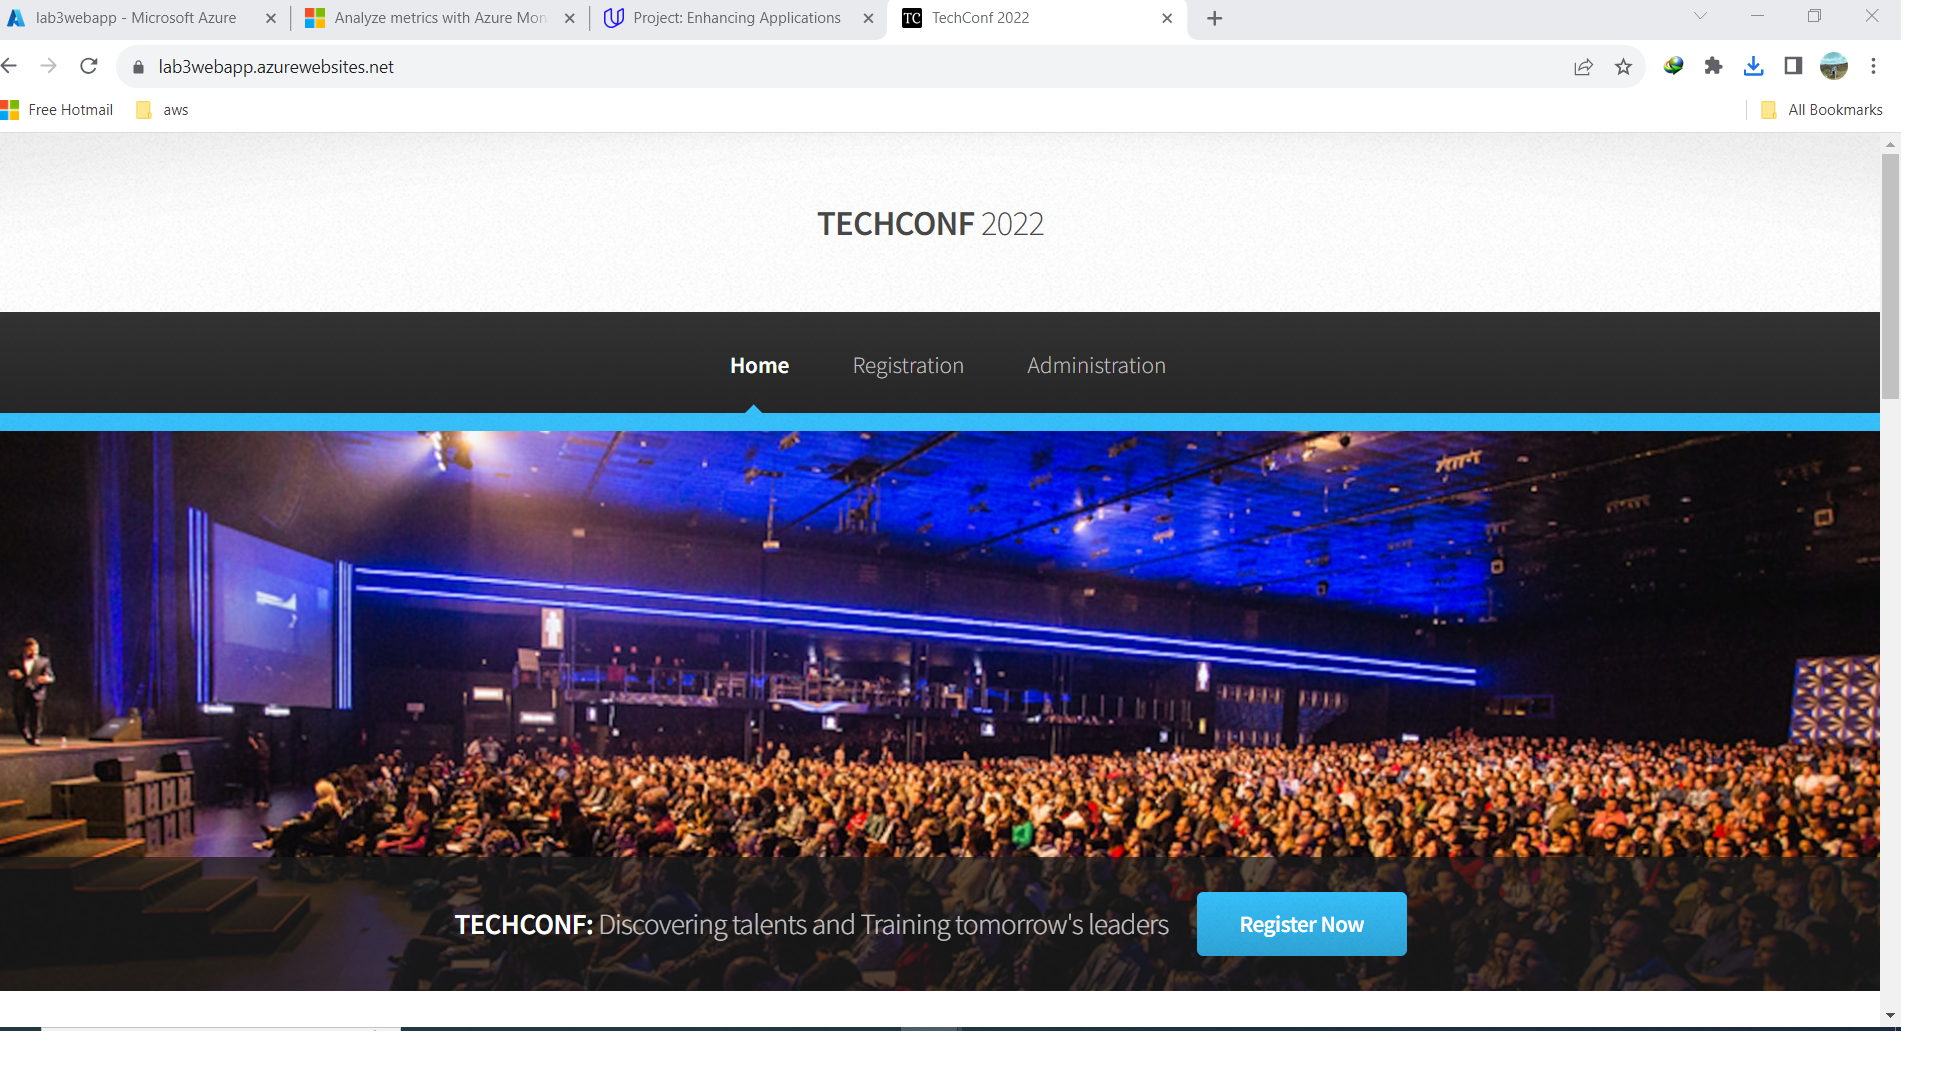 lab3webapp - Microsoft Azure
Analyze metrics with Azure Mon
Project: Enhancing Applications
TC
TechConf 2022
lab3webapp.azurewebsites.net
Free Hotmail
aws
All Bookmarks
TECHCONF 2022
Home
Registration
Administration
TECHCONF: Discovering talents and Training tomorrow's leaders
Register Now